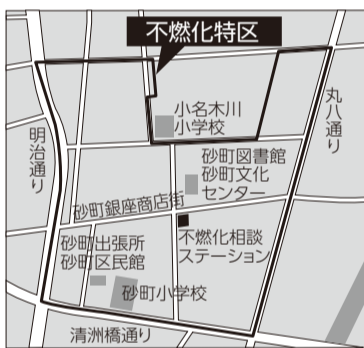 不燃化特区
小名木川
小学校
丸八通り
明治通り
砂町図書館
砂町文化
センター
砂町銀座商店街
砂町出張所
砂町区民館
不燃化相談
ステーション
砂町小学校
清洲橋通り